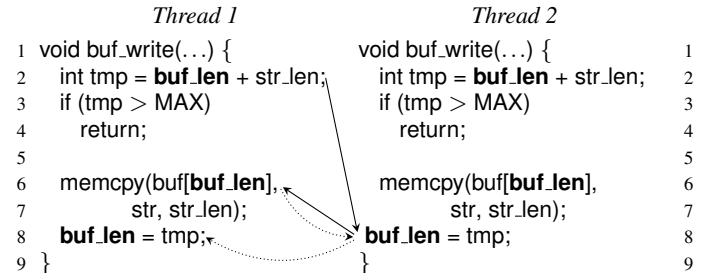 Thread 1 Thread 2
1 void buf_write(...) { void buf_write(...) { 1
2 int tmp = buf_len + str_len; int tmp = buf_len + str_len; 2
3 if (tmp > MAX) if (tmp > MAX) 3
4 return; return; 4
5 5
6 memcpy(buf[buf_len], memcpy(buf[buf_len], 6
7 str, str_len); str, str_len); 7
8 buf_len = tmp; buf_len = tmp; 8
9 } } 9